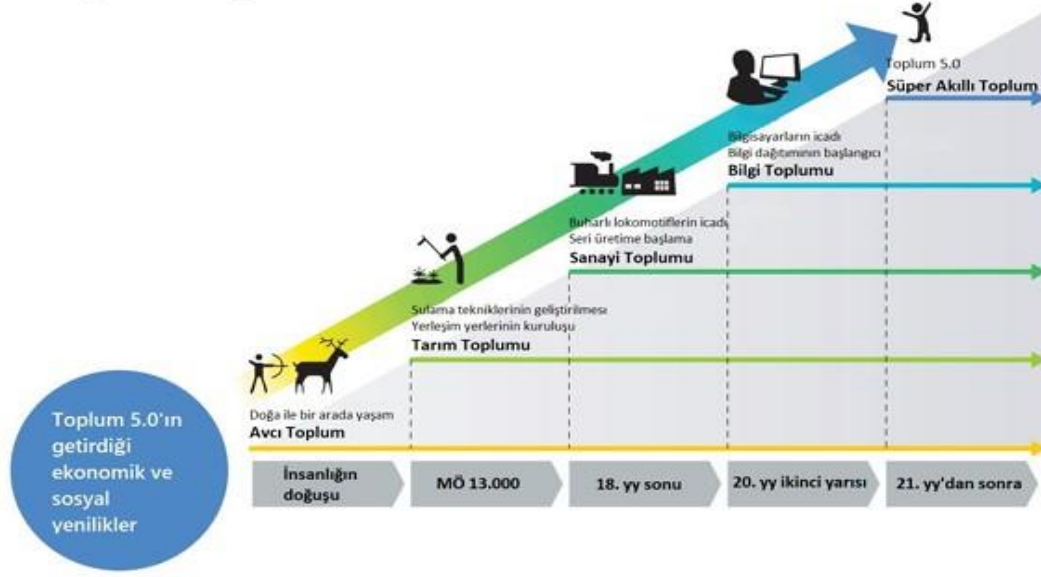 Toplum 5.0
Süper Akıllı Toplum
Bilgisayarların icadı
Bilgi dağıtımının başlangıcı
Bilgi Toplumu
Buharlı lokomotiflerin icadı
Seri üretime başlama
Sanayi Toplumu
Sulama tekniklerinin geliştirilmesi
Yerleşim yerlerinin kuruluşu
Tarım Toplumu
Doğa ile bir arada yaşam
Avcı Toplum
Toplum 5.0'ın
getirdiği
ekonomik ve
sosyal
yenilikler
İnsanlığın
doğuşu
MÖ 13.000
18. yy sonu
20. yy ikinci yarısı
21. yy'dan sonra